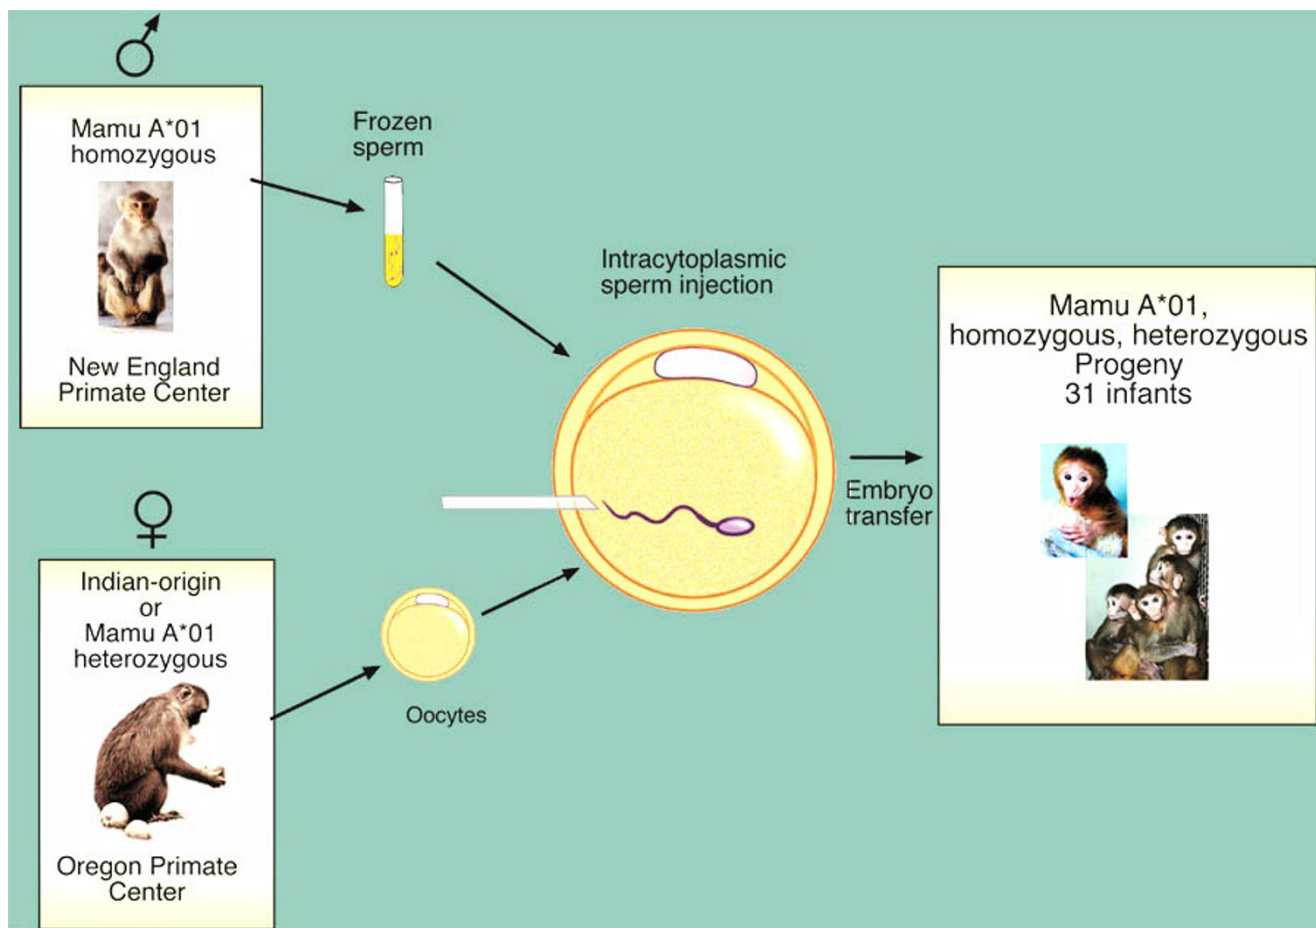 Mamu A*01
homozygous
New England
Primate Center
Frozen
sperm
Intracytoplasmic
sperm injection
Indian-origin
or
Mamu A*01
heterozygous
Oregon Primate
Center
Oocytes
Embryo
transfer
Mamu A*01,
homozygous, heterozygous
Progeny
31 infants